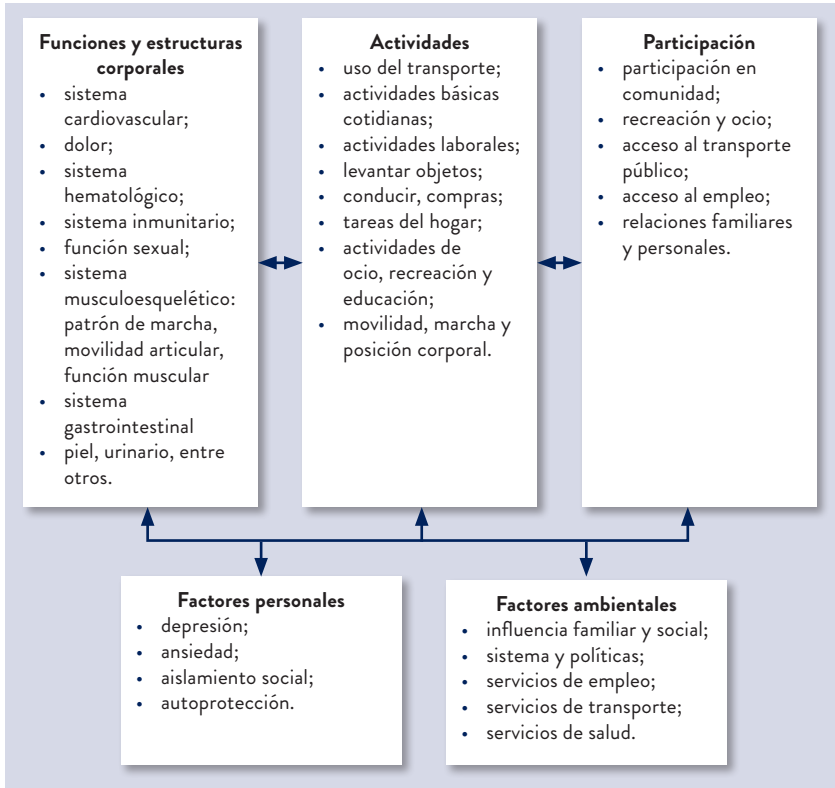 Funciones y estructuras
corporales
• sistema
cardiovascular;
• dolor;
• sistema
hematológico;
• sistema inmunitario;
• función sexual;
• sistema
musculoesquelético:
patrón de marcha,
movilidad articular,
función muscular
• sistema
gastrointestinal
• piel, urinario, entre
otros.
Actividades
• uso del transporte;
• actividades básicas
cotidianas;
• actividades laborales;
• levantar objetos;
• conducir, compras;
• tareas del hogar;
• actividades de
ocio, recreación y
educación;
• movilidad, marcha y
posición corporal.
Participación
• participación en
comunidad;
• recreación y ocio;
• acceso al transporte
público;
• acceso al empleo;
• relaciones familiares
y personales.
Factores personales
• depresión;
• ansiedad;
• aislamiento social;
• autoprotección.
Factores ambientales
• influencia familiar y social;
• sistema y políticas;
• servicios de empleo;
• servicios de transporte;
• servicios de salud.